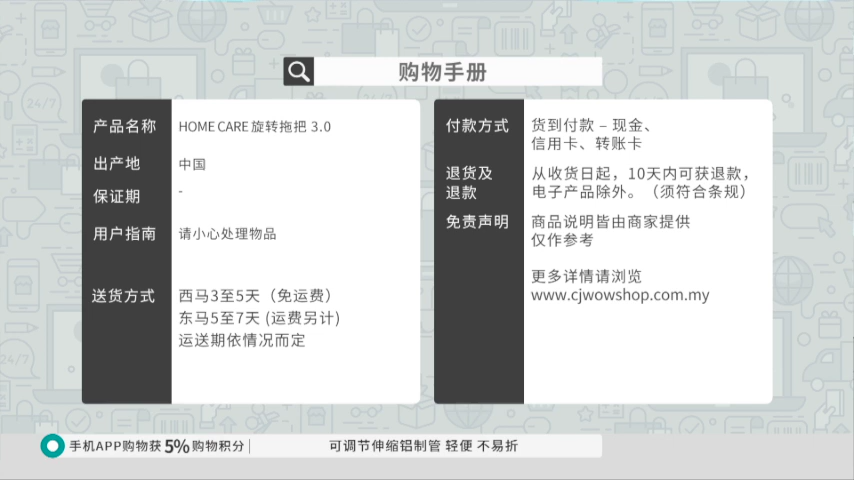 购物手册
产品名称 HOME CARE 旋转拖把 3.0
出产地 中国
保证期 -
用户指南 请小心处理物品
送货方式 西马3至5天（免运费）
东马5至7天 (运费另计)
运送期依情况而定
付款方式 货到付款 – 现金、
信用卡、转账卡
退货及 从收货日起，10天内可获退款，
退款 电子产品除外。（须符合条规）
免责声明 商品说明皆由商家提供
仅作参考
更多详情请浏览
www.cjwowshop.com.my
24/7
24/7
手机APP购物获 5% 购物积分 | 可调节伸缩铝制管 轻便 不易折